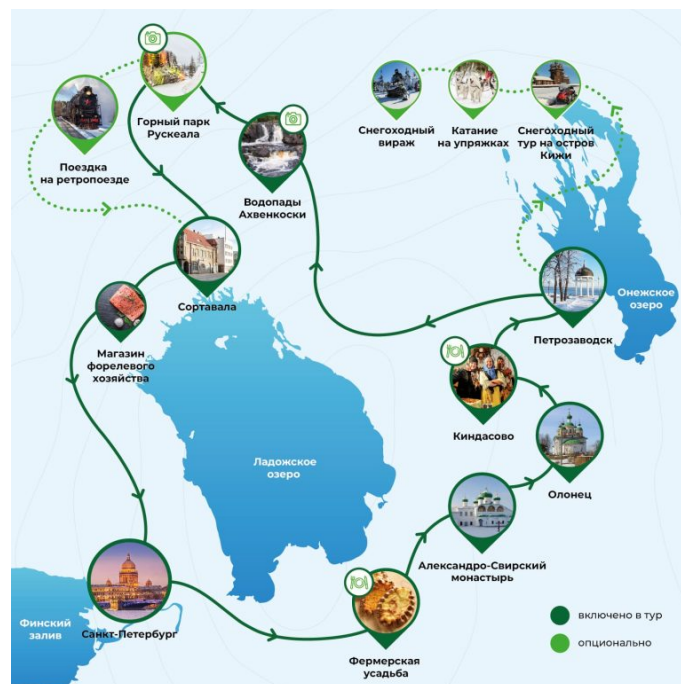 Горный парк
Рускеала
Поездка
на ретропоезде
Водопады
Ахвенкоски
Снегоходный
вираж
Катание
на упряжках
Снегоходный
тур на остров
Кижи
Сортавала
Онежское
озеро
Петрозаводск
Магазин
форелевого
хозяйства
Киндасово
Ладожское
озеро
Олонец
Александро-Свирский
монастырь
Финский
залив
Санкт-Петербург
Фермерская
усадьба
включено в тур
опционально